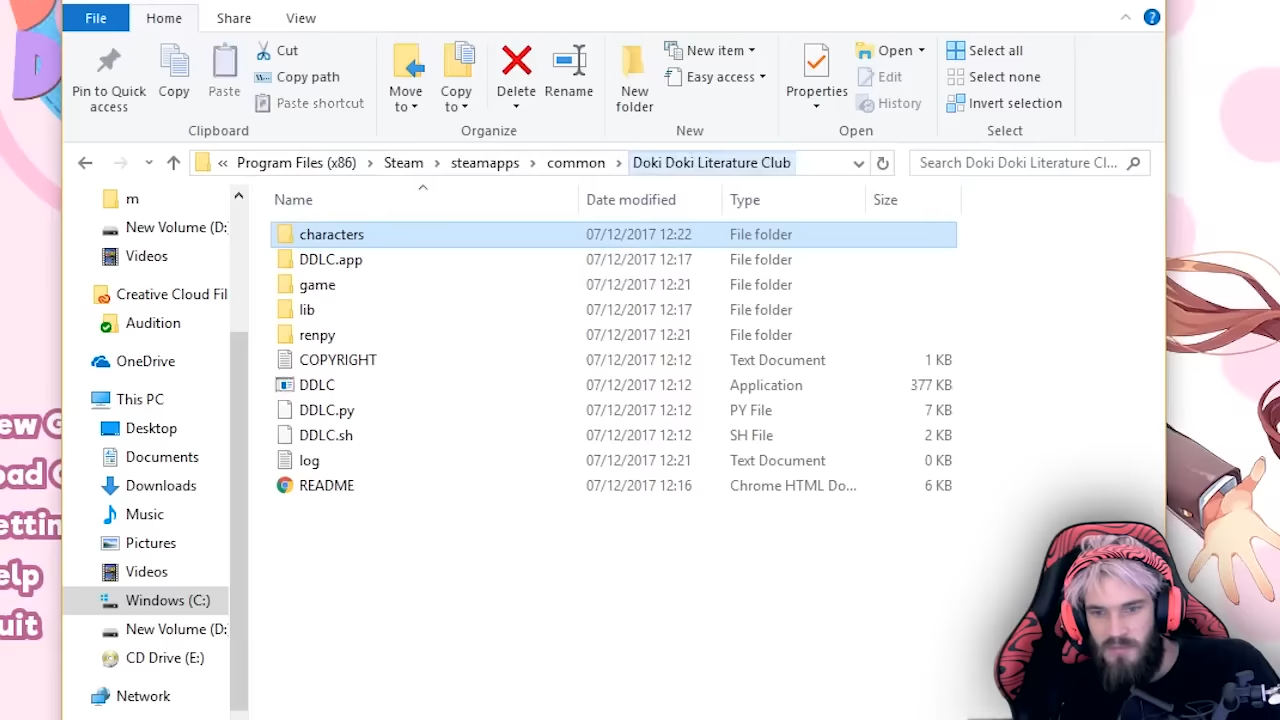 File Home Share View
Pin to Quick access
Copy
Paste
Cut
Copy path
Paste shortcut
Clipboard
Move to
Copy to
Delete
Rename
Organize
New folder
New item
Easy access
New
Properties
Open
Edit
History
Open
Select all
Select none
Invert selection
Select
« Program Files (x86) > Steam > steamapps > common > Doki Doki Literature Club
Search Doki Doki Literature Cl...
m
New Volume (D:
Videos
Creative Cloud Fil
Audition
OneDrive
This PC
Desktop
Documents
Downloads
Music
Pictures
Videos
Windows (C:)
New Volume (D:
CD Drive (E:)
Network
Name Date modified Type Size
characters 07/12/2017 12:22 File folder
DDLC.app 07/12/2017 12:17 File folder
game 07/12/2017 12:21 File folder
lib 07/12/2017 12:17 File folder
renpy 07/12/2017 12:21 File folder
COPYRIGHT 07/12/2017 12:12 Text Document 1 KB
DDLC 07/12/2017 12:12 Application 377 KB
DDLC.py 07/12/2017 12:12 PY File 7 KB
DDLC.sh 07/12/2017 12:12 SH File 2 KB
log 07/12/2017 12:21 Text Document 0 KB
README 07/12/2017 12:16 Chrome HTML Do... 6 KB
ew G
oad G
ettin
elp
uit